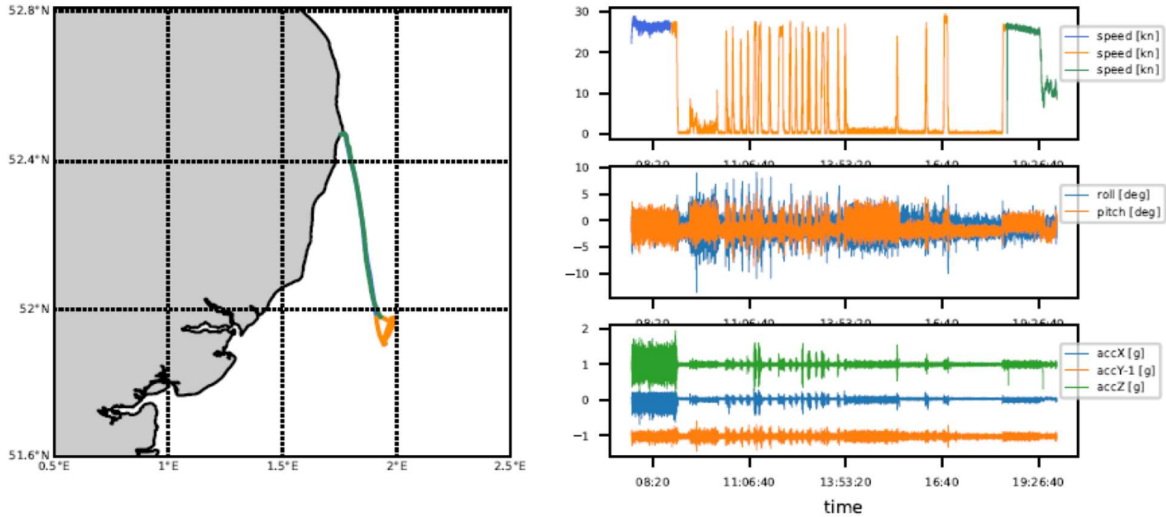 52.8°N
52.4°N
52°N
51.6°N
0.5°E 1°E 1.5°E 2°E 2.5°E
30
20
10
0
speed [kn]
speed [kn]
speed [kn]
08:20 11:06:40 13:53:20 16:40 19:26:40
10
5
0
−5
−10
roll [deg]
pitch [deg]
08:20 11:06:40 13:53:20 16:40 19:26:40
2
1
0
−1
accX [g]
accY-1 [g]
accZ [g]
08:20 11:06:40 13:53:20 16:40 19:26:40
time